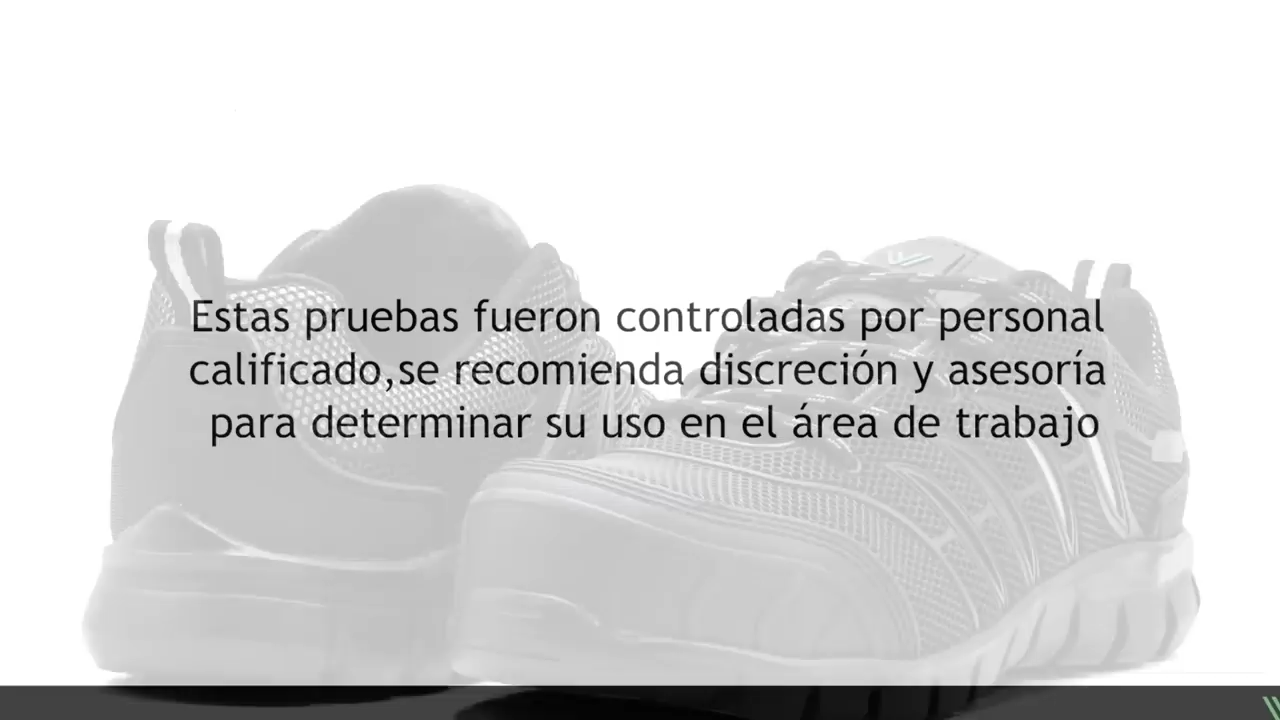 Estas pruebas fueron controladas por personal
calificado,se recomienda discreción y asesoría
para determinar su uso en el área de trabajo